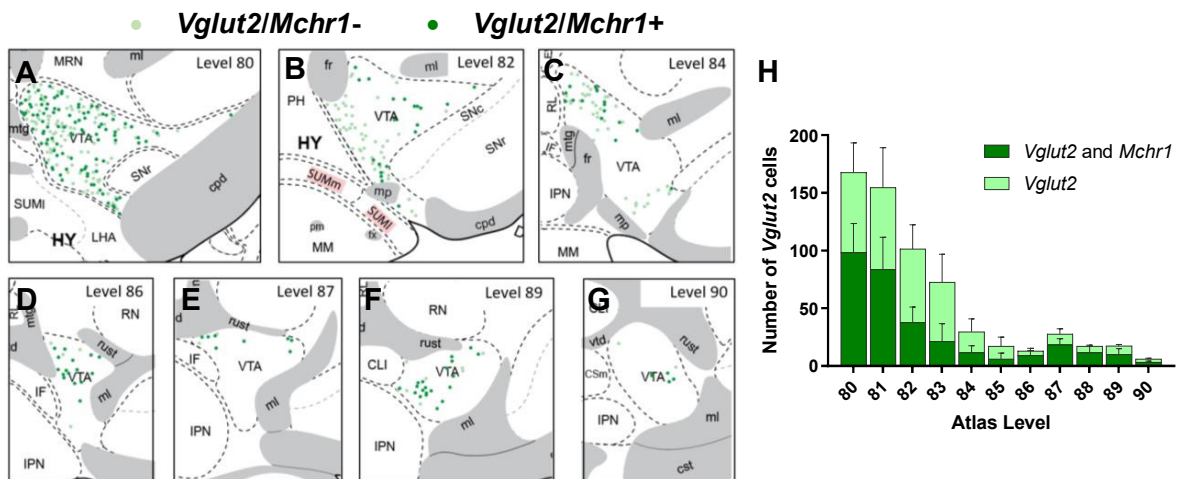 Vglut2/Mchr1- Vglut2/Mchr1+
A
MRN
ml
Level 80
mtg
VTA
SNr
cpd
SUMl
HY
LHA
B
fr
ml
Level 82
PH
VTA
SNc
HY
SNr
SUMm
mp
SUMl
pm
fx
cpd
MM
C
Level 84
RL
ml
IF
mtg
fr
VTA
IPN
mp
MM
D
Level 86
RL
mtg
RN
d
rust
VTA
IF
ml
IPN
E
Level 87
d
rust
IF
VTA
ml
IPN
F
Level 89
RL
RN
d
rust
CLI
VTA
ml
IPN
G
Level 90
CLI
vtd
rust
CSm
VTA
IPN
ml
cst
H
Number of Vglut2 cells
200
150
100
50
0
Vglut2 and Mchr1
Vglut2
80 81 82 83 84 85 86 87 88 89 90
Atlas Level